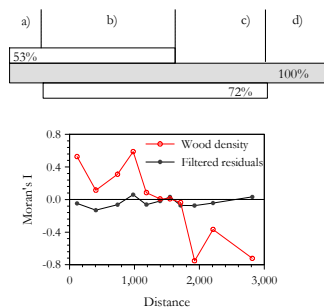 a) b) c) d)
53%
100%
72%
0.8
Wood density
Filtered residuals
0.4
0.0
-0.4
-0.8
Moran's I
0 1,000 2,000 3,000
Distance